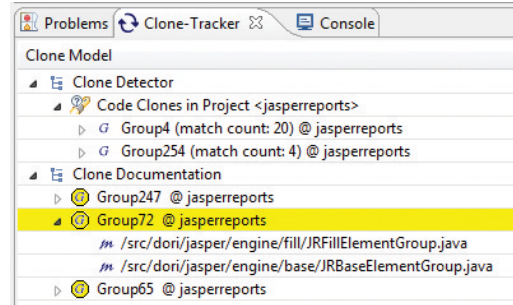 Problems Clone-Tracker Console
Clone Model
Clone Detector
Code Clones in Project <jasperreports>
G Group4 (match count: 20) @ jasperreports
G Group254 (match count: 4) @ jasperreports
Clone Documentation
G Group247 @ jasperreports
G Group72 @ jasperreports
m /src/dori/jasper/engine/fill/JRFillElementGroup.java
m /src/dori/jasper/engine/base/JRBaseElementGroup.java
G Group65 @ jasperreports